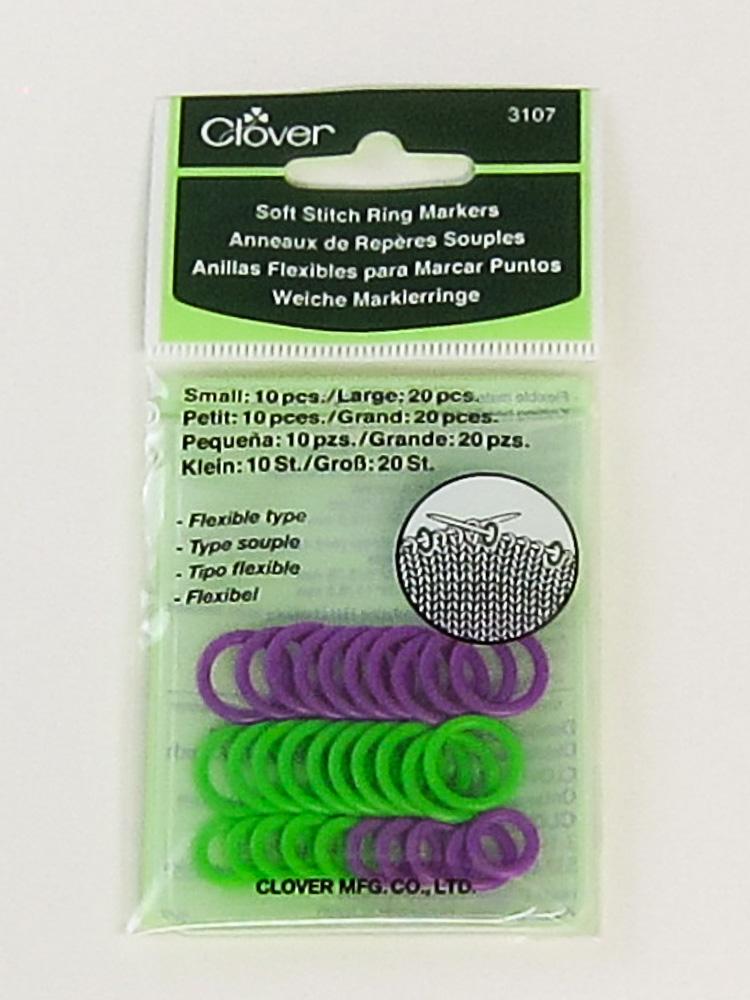 Clover
3107
Soft Stitch Ring Markers
Anneaux de Repères Souples
Anillas Flexibles para Marcar Puntos
Weiche Markierringe
Small: 10 pcs./Large: 20 pcs.
Petit: 10 pces./Grand: 20 pces.
Pequeña: 10 pzs./Grande: 20 pzs.
Klein: 10 St./Groß: 20 St.
- Flexible type
- Type souple
- Tipo flexible
- Flexibel
CLOVER MFG. CO., LTD.